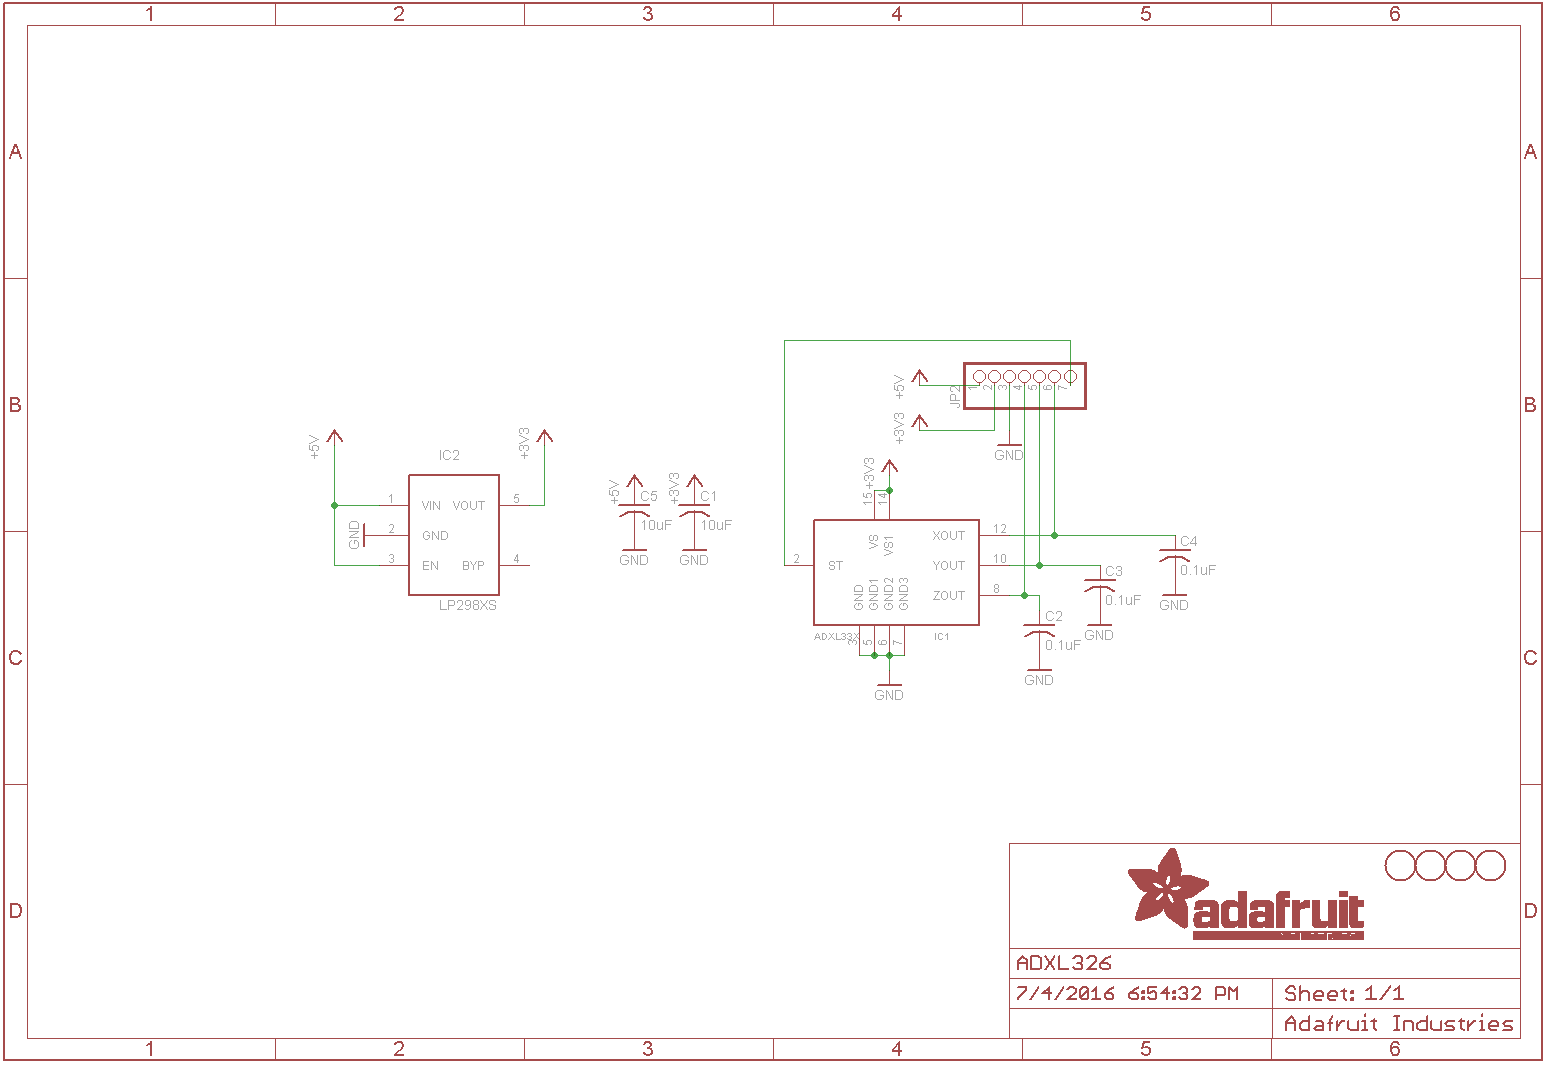 1 2 3 4 5 6
A A
B B
C C
D D
+5V
+3V3
IC2
1 VIN VOUT 5
GND 2 GND
3 EN BYP 4
LP298XS
+5V C5 10uF GND
+3V3 C1 10uF GND
+5V
+3V3
JP2
1 2 3 4 5 6 7
GND
+3V3
15 14
VS VS1
2 ST
XOUT 12
YOUT 10
ZOUT 8
GND GND1 GND2 GND3
ADXL33X IC1
3 5 6 7
GND
C4
0.1uF
GND
C3
0.1uF
GND
C2
0.1uF
GND
adafruit
ADXL326
7/4/2016 6:54:32 PM Sheet: 1/1
Adafruit Industries
1 2 3 4 5 6